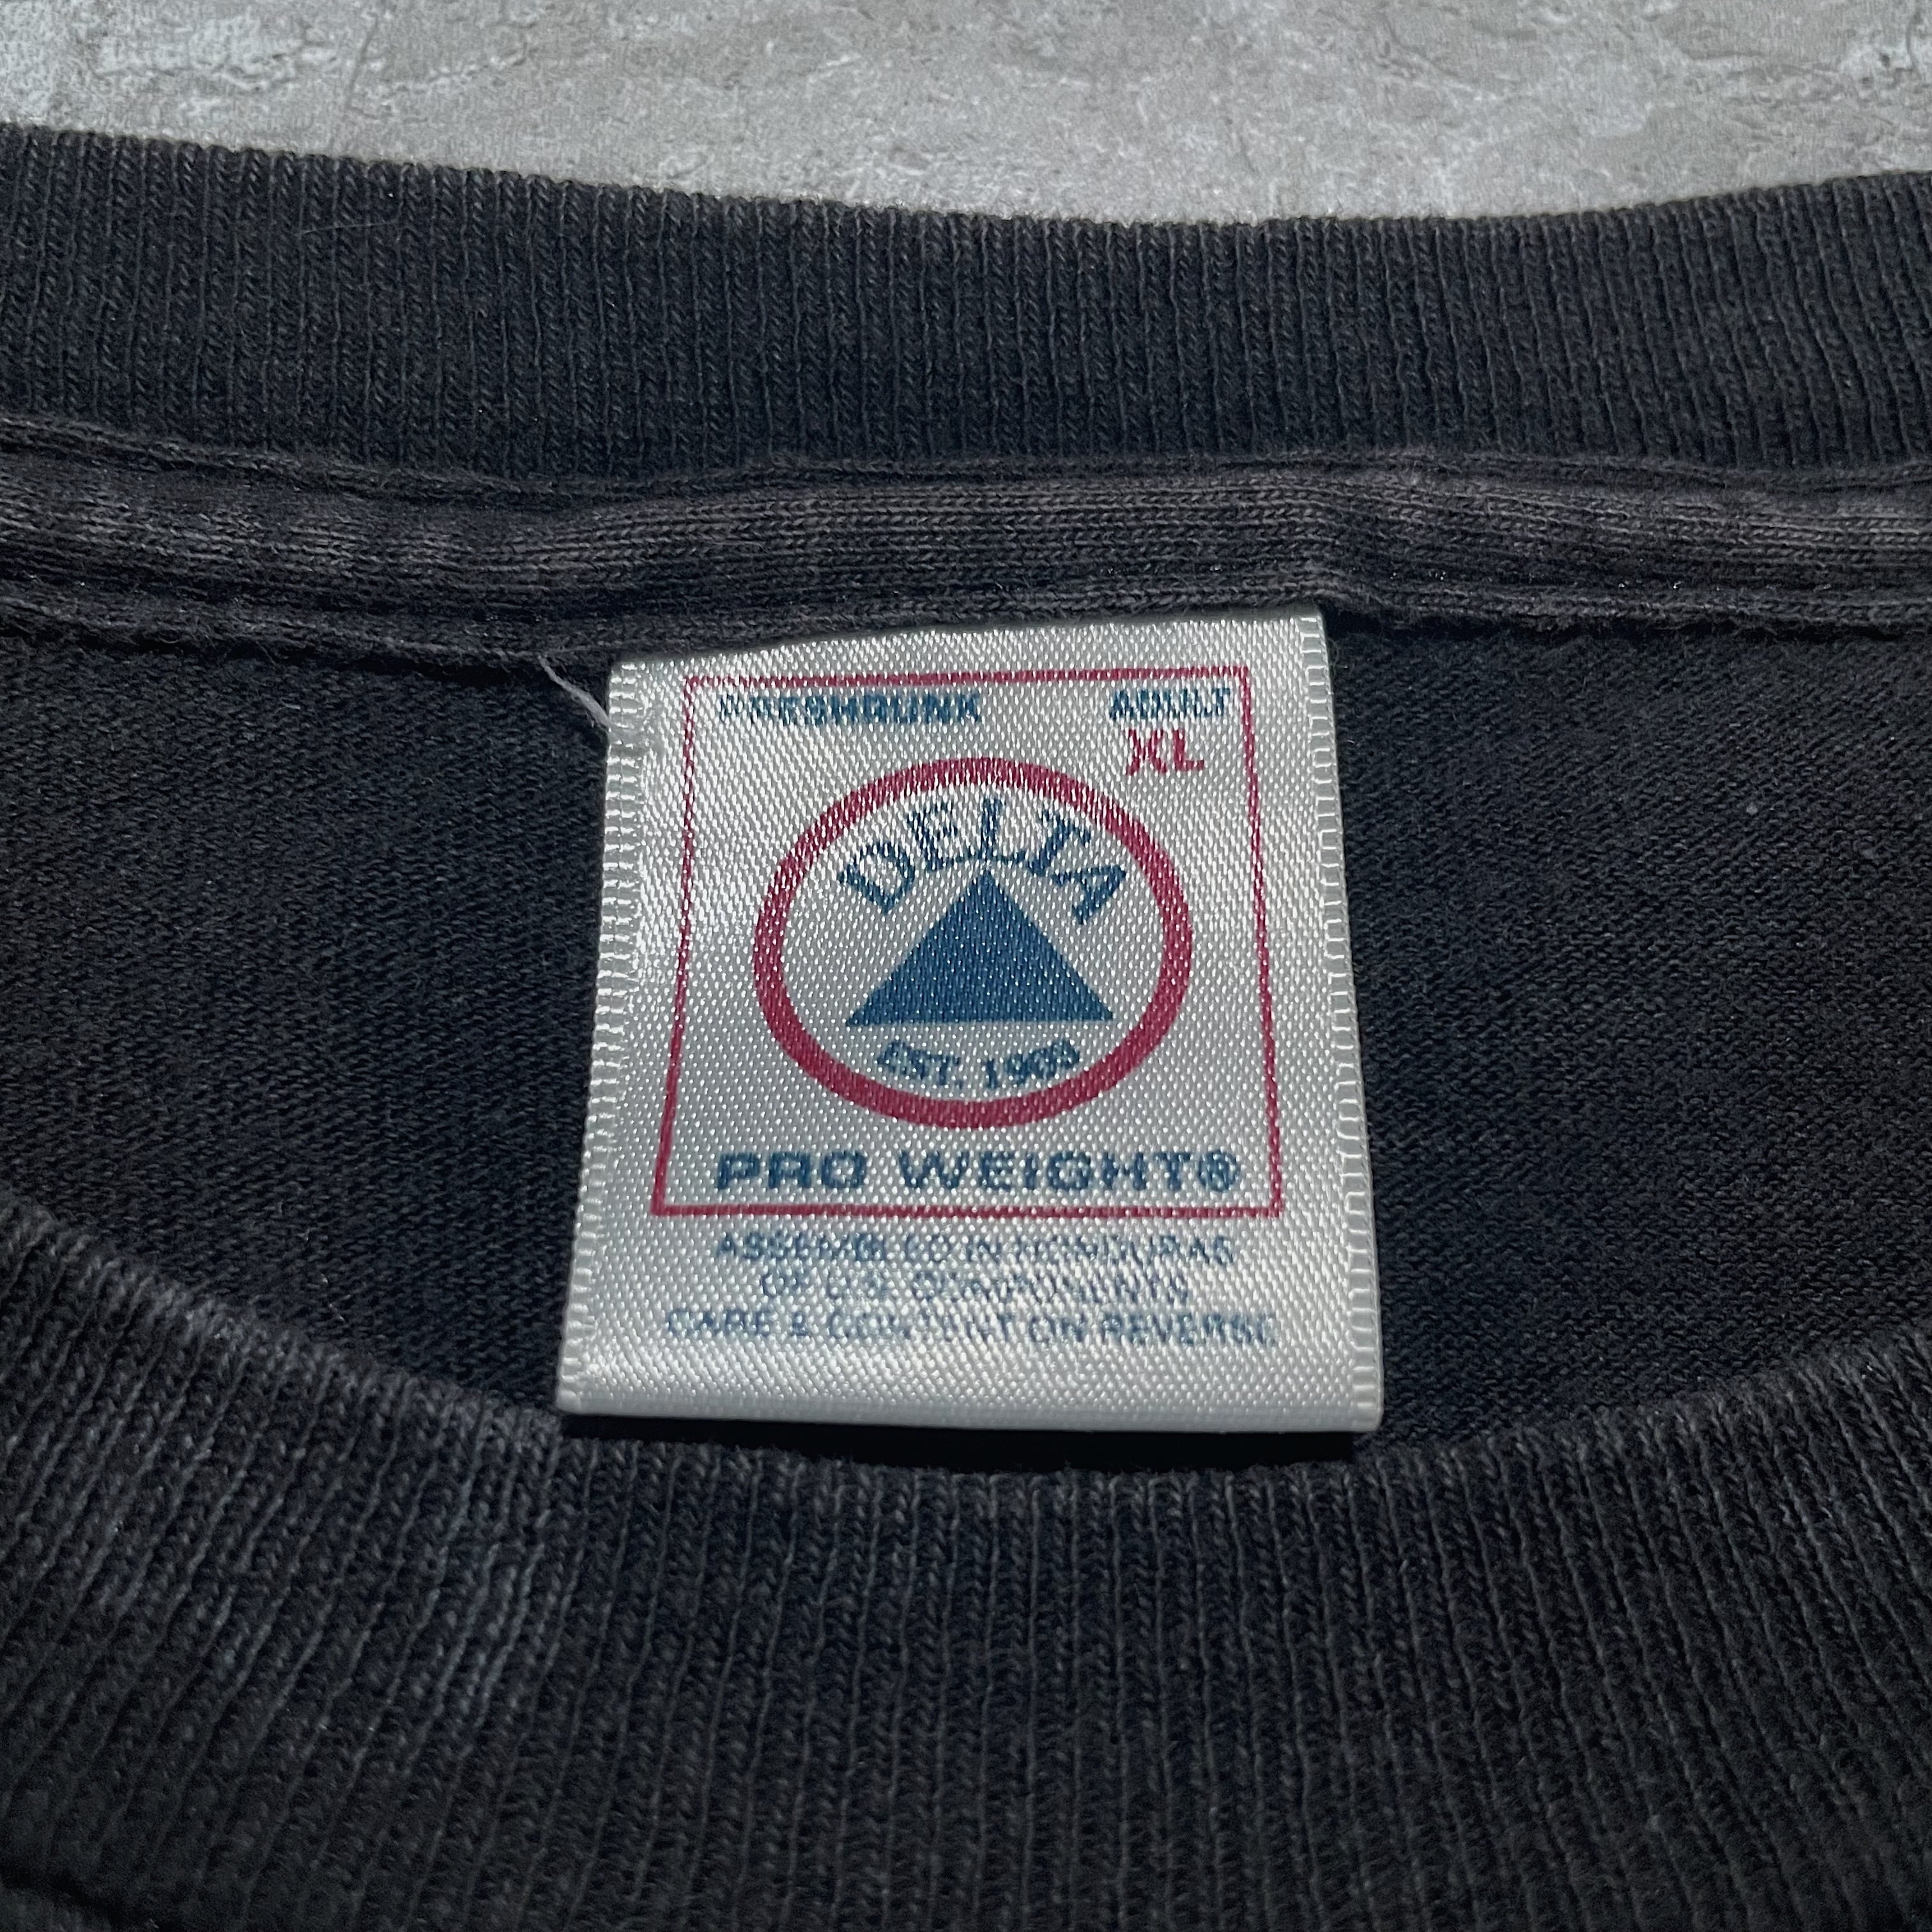 PRESHRUNK ADULT
XL
DELTA
EST. 1903
PRO WEIGHT®
ASSEMBLED IN HONDURAS
OF U.S. COMPONENTS
CARE & CONTENT ON REVERSE